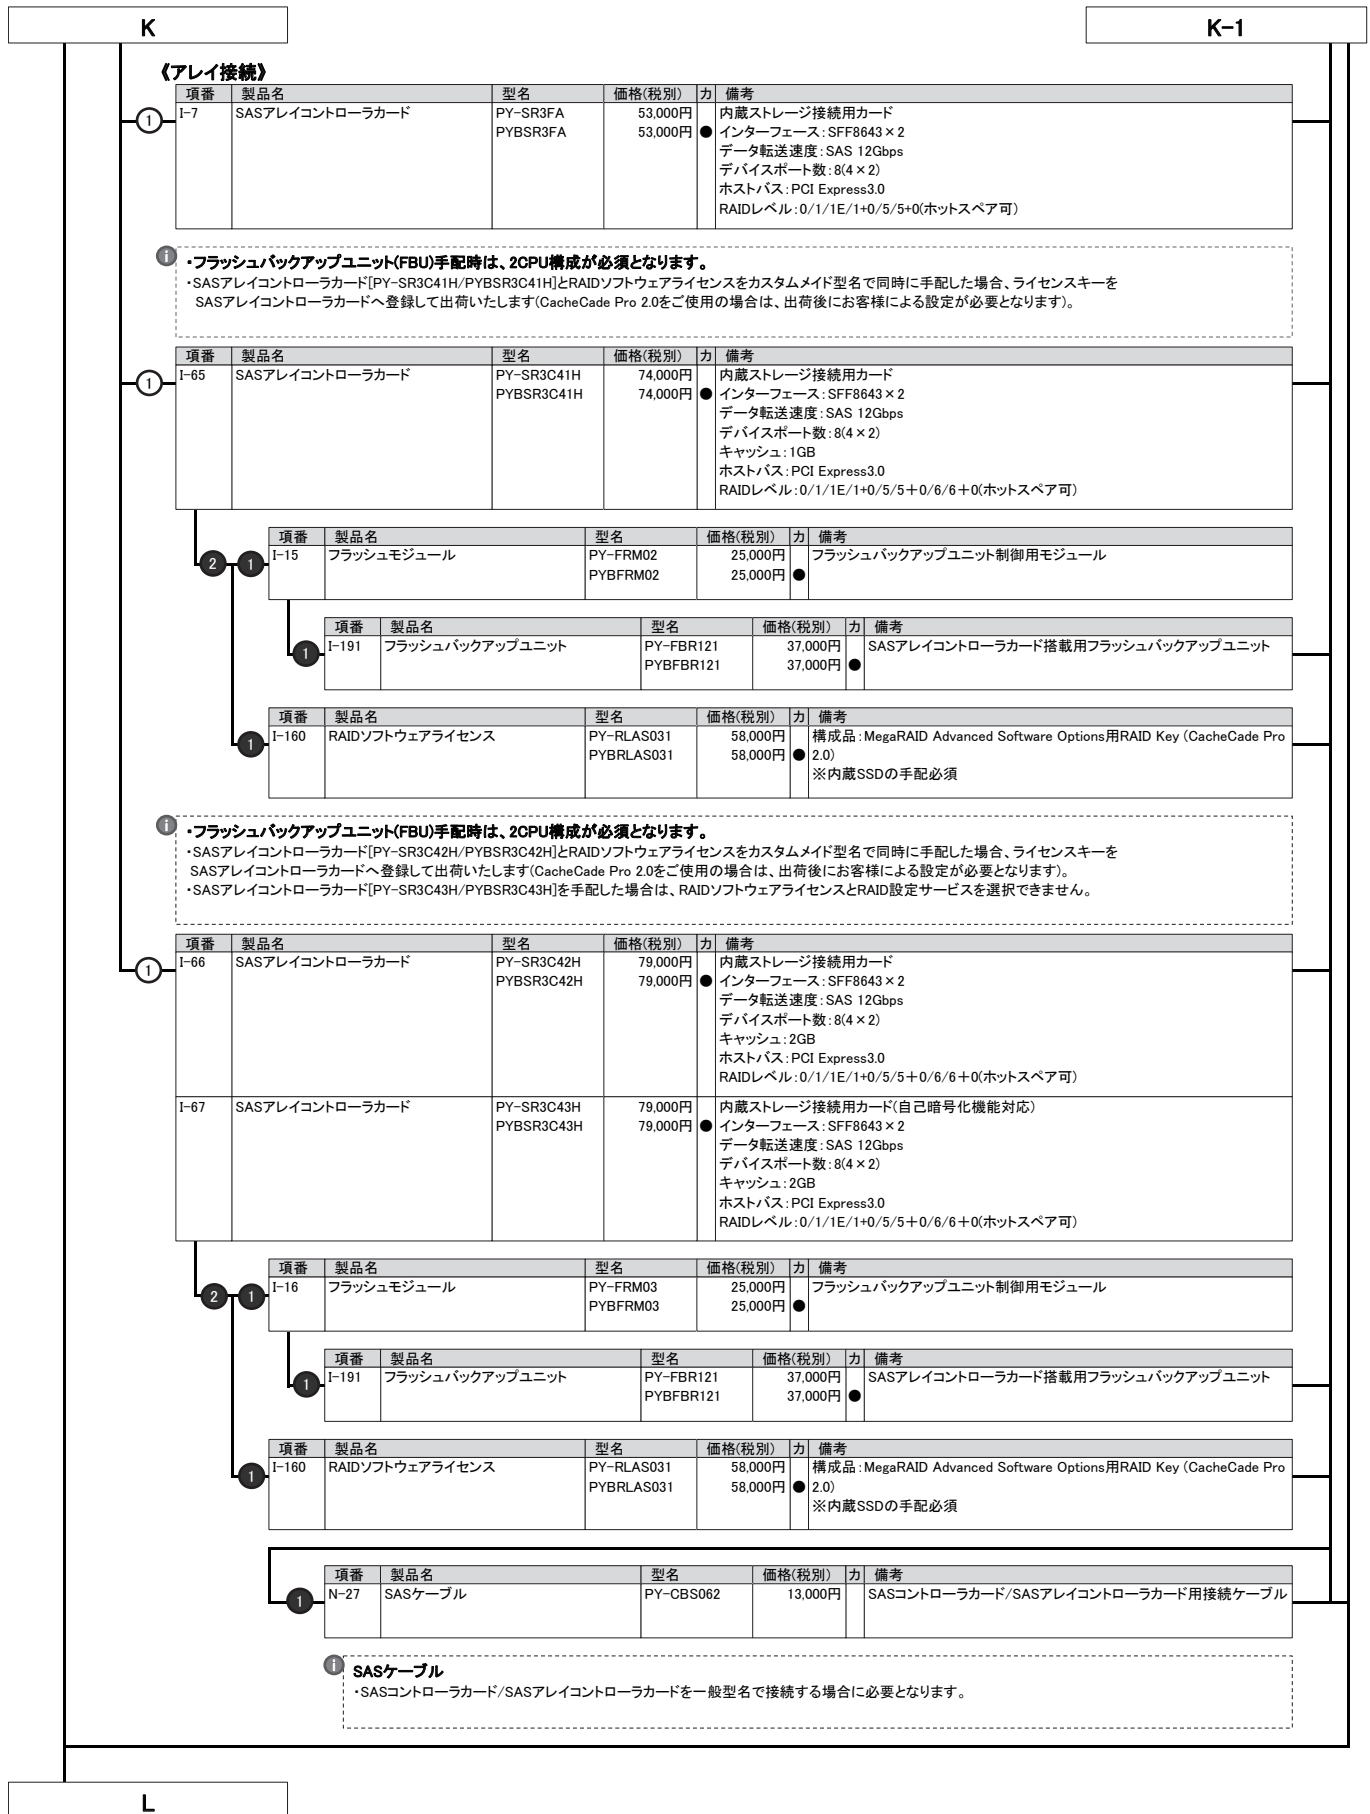 K
K-1
《アレイ接続》
項番 製品名 型名 価格(税別) カ 備考
① I-7 SASアレイコントローラカード PY-SR3FA 53,000円 内蔵ストレージ接続用カード
PYBSR3FA 53,000円 ● インターフェース：SFF8643×2
データ転送速度：SAS 12Gbps
デバイスポート数：8(4×2)
ホストバス：PCI Express3.0
RAIDレベル：0/1/1E/1+0/5/5+0(ホットスペア可)
i ・フラッシュバックアップユニット(FBU)手配時は、2CPU構成が必須となります。
・SASアレイコントローラカード[PY-SR3C41H/PYBSR3C41H]とRAIDソフトウェアライセンスをカスタムメイド型名で同時に手配した場合、ライセンスキーを
SASアレイコントローラカードへ登録して出荷いたします(CacheCade Pro 2.0をご使用の場合は、出荷後にお客様による設定が必要となります)。
項番 製品名 型名 価格(税別) カ 備考
① I-65 SASアレイコントローラカード PY-SR3C41H 74,000円 内蔵ストレージ接続用カード
PYBSR3C41H 74,000円 ● インターフェース：SFF8643×2
データ転送速度：SAS 12Gbps
デバイスポート数：8(4×2)
キャッシュ：1GB
ホストバス：PCI Express3.0
RAIDレベル：0/1/1E/1+0/5/5＋0/6/6＋0(ホットスペア可)
項番 製品名 型名 価格(税別) カ 備考
2 1 I-15 フラッシュモジュール PY-FRM02 25,000円 フラッシュバックアップユニット制御用モジュール
PYBFRM02 25,000円 ●
項番 製品名 型名 価格(税別) カ 備考
1 I-191 フラッシュバックアップユニット PY-FBR121 37,000円 SASアレイコントローラカード搭載用フラッシュバックアップユニット
PYBFBR121 37,000円 ●
項番 製品名 型名 価格(税別) カ 備考
1 I-160 RAIDソフトウェアライセンス PY-RLAS031 58,000円 構成品：MegaRAID Advanced Software Options用RAID Key (CacheCade Pro
PYBRLAS031 58,000円 ● 2.0)
※内蔵SSDの手配必須
i ・フラッシュバックアップユニット(FBU)手配時は、2CPU構成が必須となります。
・SASアレイコントローラカード[PY-SR3C42H/PYBSR3C42H]とRAIDソフトウェアライセンスをカスタムメイド型名で同時に手配した場合、ライセンスキーを
SASアレイコントローラカードへ登録して出荷いたします(CacheCade Pro 2.0をご使用の場合は、出荷後にお客様による設定が必要となります)。
・SASアレイコントローラカード[PY-SR3C43H/PYBSR3C43H]を手配した場合は、RAIDソフトウェアライセンスとRAID設定サービスを選択できません。
項番 製品名 型名 価格(税別) カ 備考
① I-66 SASアレイコントローラカード PY-SR3C42H 79,000円 内蔵ストレージ接続用カード
PYBSR3C42H 79,000円 ● インターフェース：SFF8643×2
データ転送速度：SAS 12Gbps
デバイスポート数：8(4×2)
キャッシュ：2GB
ホストバス：PCI Express3.0
RAIDレベル：0/1/1E/1+0/5/5＋0/6/6＋0(ホットスペア可)
I-67 SASアレイコントローラカード PY-SR3C43H 79,000円 内蔵ストレージ接続用カード(自己暗号化機能対応)
PYBSR3C43H 79,000円 ● インターフェース：SFF8643×2
データ転送速度：SAS 12Gbps
デバイスポート数：8(4×2)
キャッシュ：2GB
ホストバス：PCI Express3.0
RAIDレベル：0/1/1E/1+0/5/5＋0/6/6＋0(ホットスペア可)
項番 製品名 型名 価格(税別) カ 備考
2 1 I-16 フラッシュモジュール PY-FRM03 25,000円 フラッシュバックアップユニット制御用モジュール
PYBFRM03 25,000円 ●
項番 製品名 型名 価格(税別) カ 備考
1 I-191 フラッシュバックアップユニット PY-FBR121 37,000円 SASアレイコントローラカード搭載用フラッシュバックアップユニット
PYBFBR121 37,000円 ●
項番 製品名 型名 価格(税別) カ 備考
1 I-160 RAIDソフトウェアライセンス PY-RLAS031 58,000円 構成品：MegaRAID Advanced Software Options用RAID Key (CacheCade Pro
PYBRLAS031 58,000円 ● 2.0)
※内蔵SSDの手配必須
項番 製品名 型名 価格(税別) カ 備考
1 N-27 SASケーブル PY-CBS062 13,000円 SASコントローラカード/SASアレイコントローラカード用接続ケーブル
i SASケーブル
・SASコントローラカード/SASアレイコントローラカードを一般型名で接続する場合に必要となります。
L